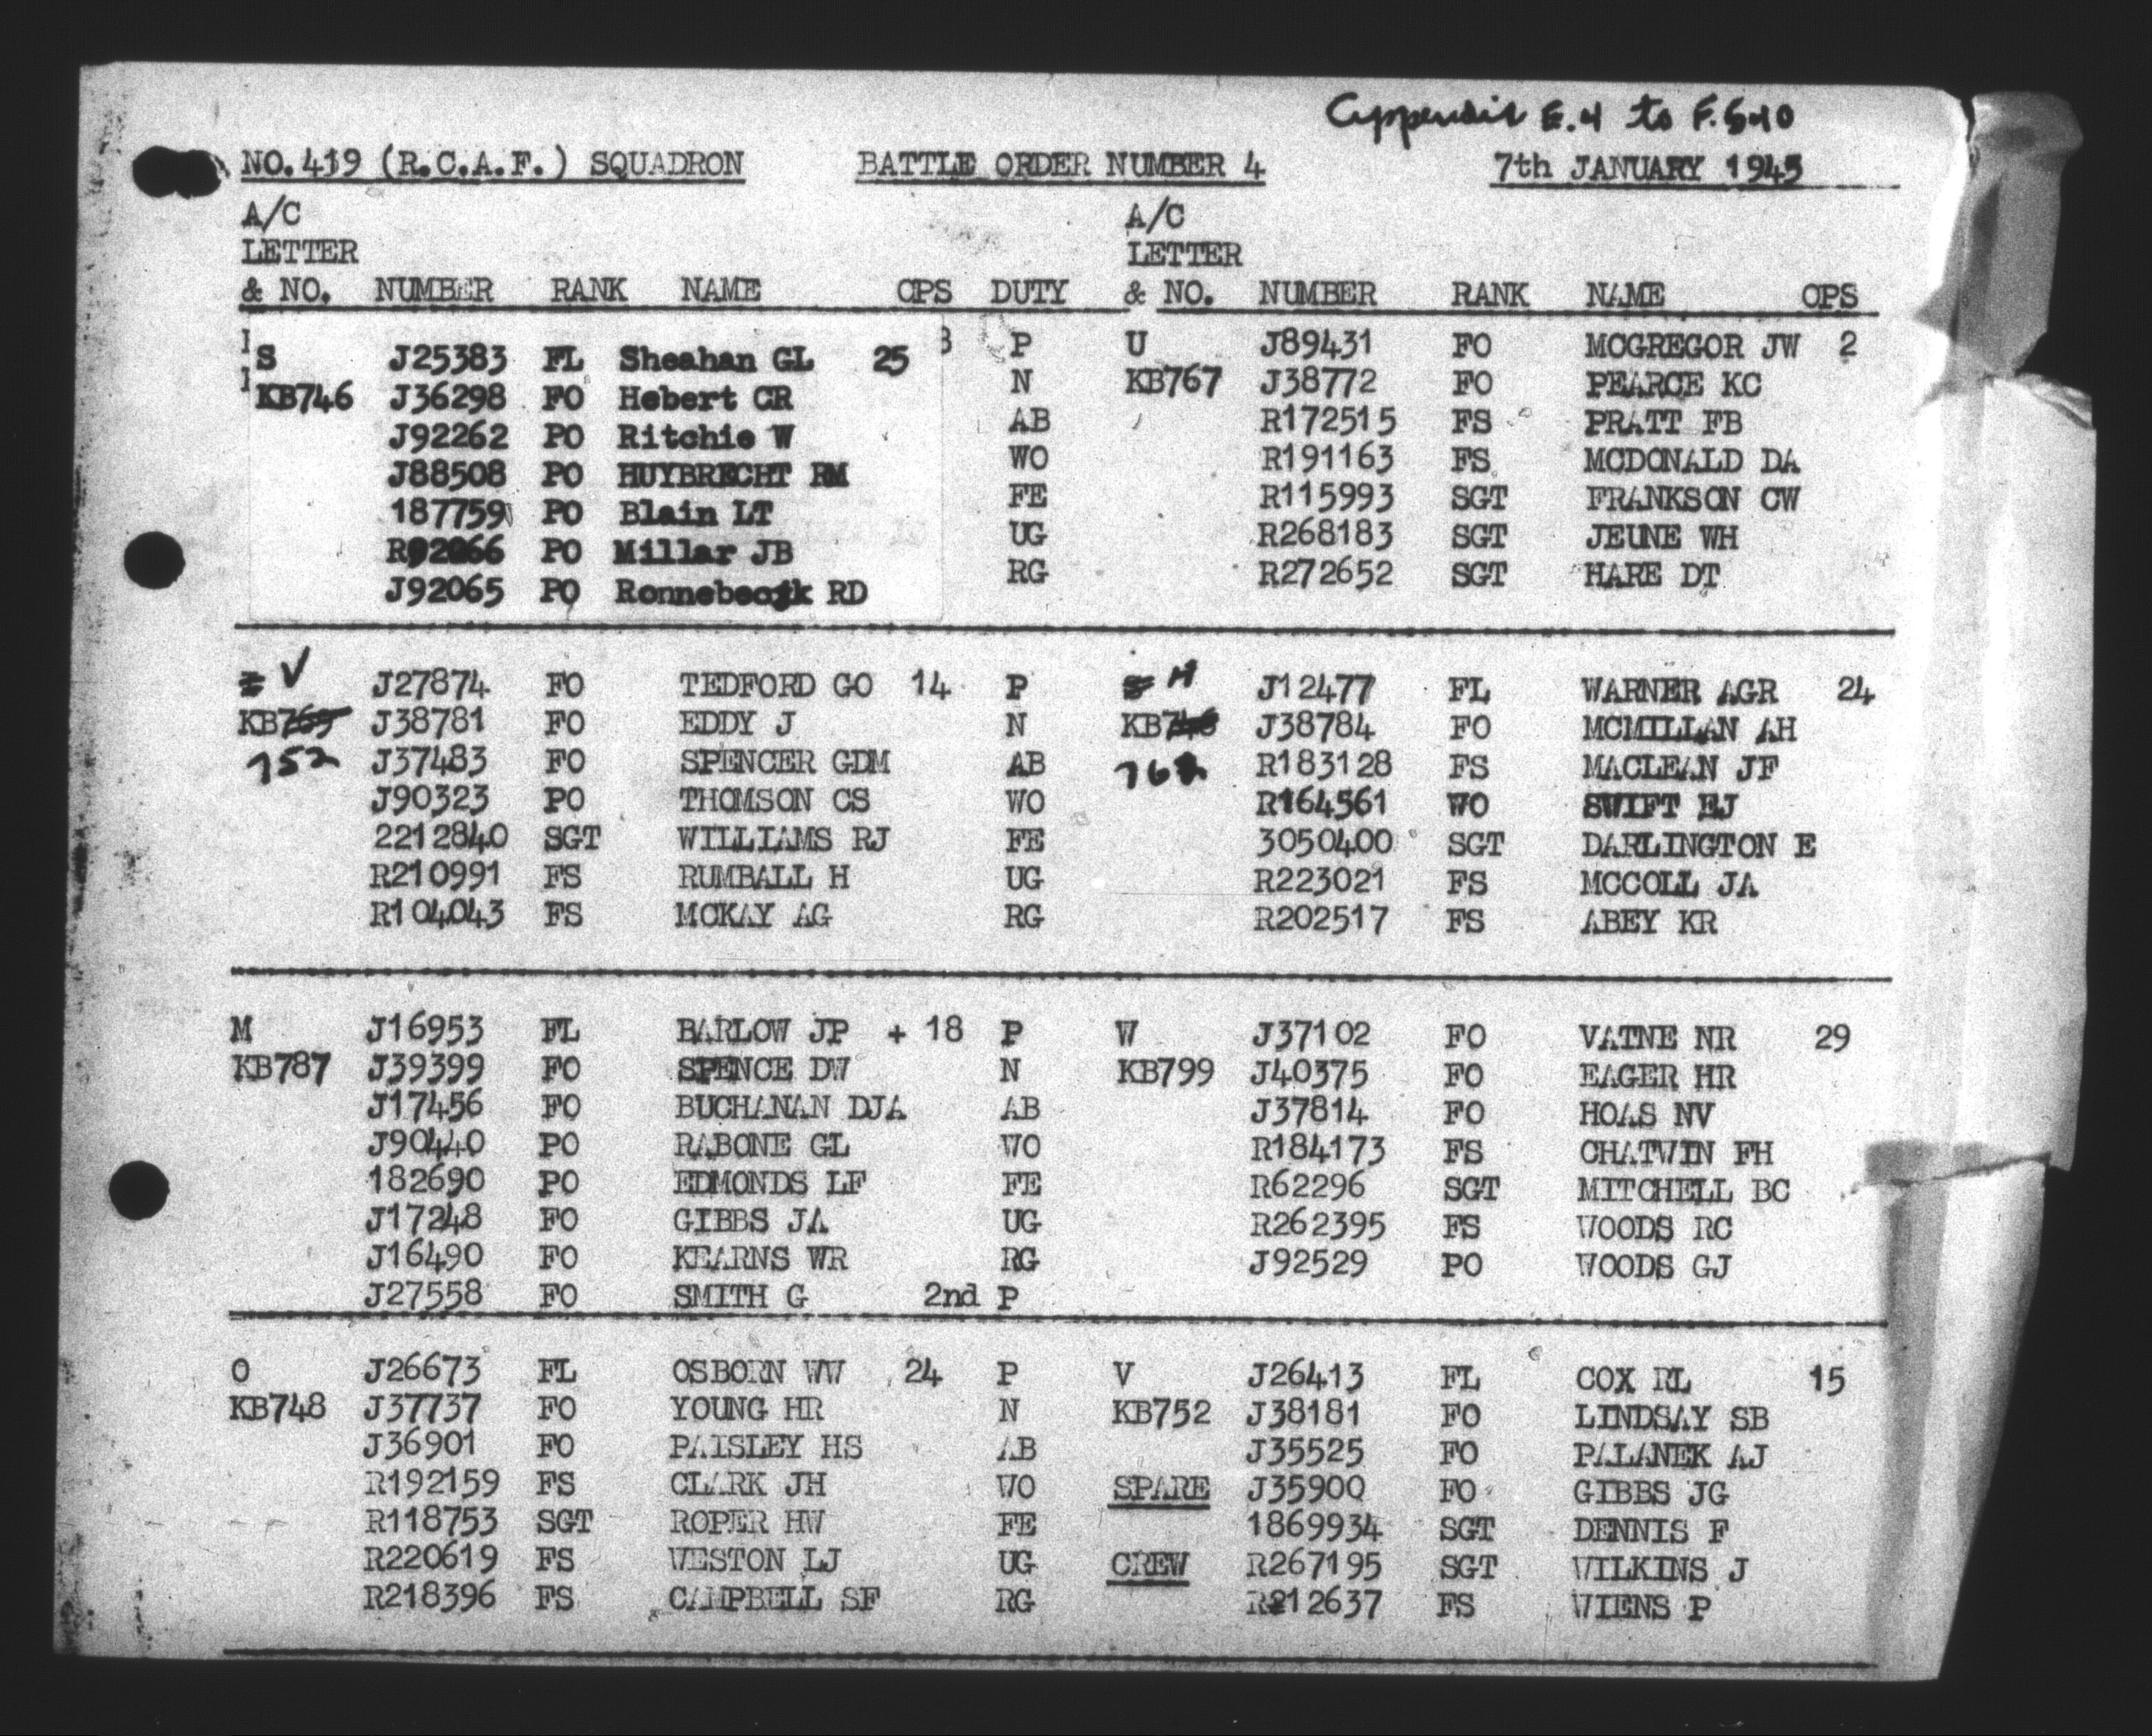 Appendix E.4 to F.540
NO.419 (R.C.A.F.) SQUADRON BATTLE ORDER NUMBER 4 7th JANUARY 1945
A/C A/C
LETTER LETTER
& NO. NUMBER RANK NAME OPS DUTY & NO. NUMBER RANK NAME OPS
S J25383 FL Sheahan GL 25 P U J89431 FO MCGREGOR JW 2
KB746 J36298 FO Hebert CR N KB767 J38772 FO PEARCE KC
J92262 PO Ritchie W AB R172515 FS PRATT FB
J88508 PO HUYBRECHT RM WO R191163 FS MCDONALD DA
187759 PO Blain LT FE R115993 SGT FRANKSON CW
PO Millar JB UG R268183 SGT JEUNE WH
J92065 PO RD RG R272652 SGT HARE DT
V J27874 FO TEDFORD GO 14 P H J12477 FL WARNER AGR 24
KB765 J38781 FO EDDY J N KB746 J38784 FO MCMILLAN AH
752 J37483 FO SPENCER GDM AB R183128 FS MACLEAN JF
J90323 PO THOMSON CS WO R164561 WO SWIFT EJ
2212840 SGT WILLIAMS RJ FE 3050400 SGT DARLINGTON E
R210991 FS RUMBALL H UG R223021 FS MCCOLL JA
R104043 FS MCKAY AG RG R202517 FS ABEY KR
M J16953 FL BARLOW JP + 18 P W J37102 FO VATNE NR 29
KB787 J39399 FO SPENCE DW N KB799 J40375 FO EAGER HR
J17456 FO BUCHANAN DJA AB J37814 FO HOAS NV
J90440 PO RABONE GL WO R184173 FS CHATWIN FH
182690 PO EDMONDS LF FE R62296 SGT MITCHELL BC
J17248 FO GIBBS JA UG R262395 FS WOODS RC
J16490 FO KEARNS WR RG J92529 PO WOODS GJ
J27558 FO SMITH G 2nd P
O J26673 FL OSBORN WW 24 P V J26413 FL COX RL 15
KB748 J37737 FO YOUNG HR N KB752 J38181 FO LINDSAY SB
J36901 FO PAISLEY HS AB J35525 FO PALANEK AJ
R192159 FS CLARK JH WO SPARE J35900 FO GIBBS JG
R118753 SGT ROPER HW FE 1869934 SGT DENNIS F
R220619 FS WESTON LJ UG CREW R267195 SGT WILKINS J
R218396 FS CAMPBELL SF RG R212637 FS WIENS P